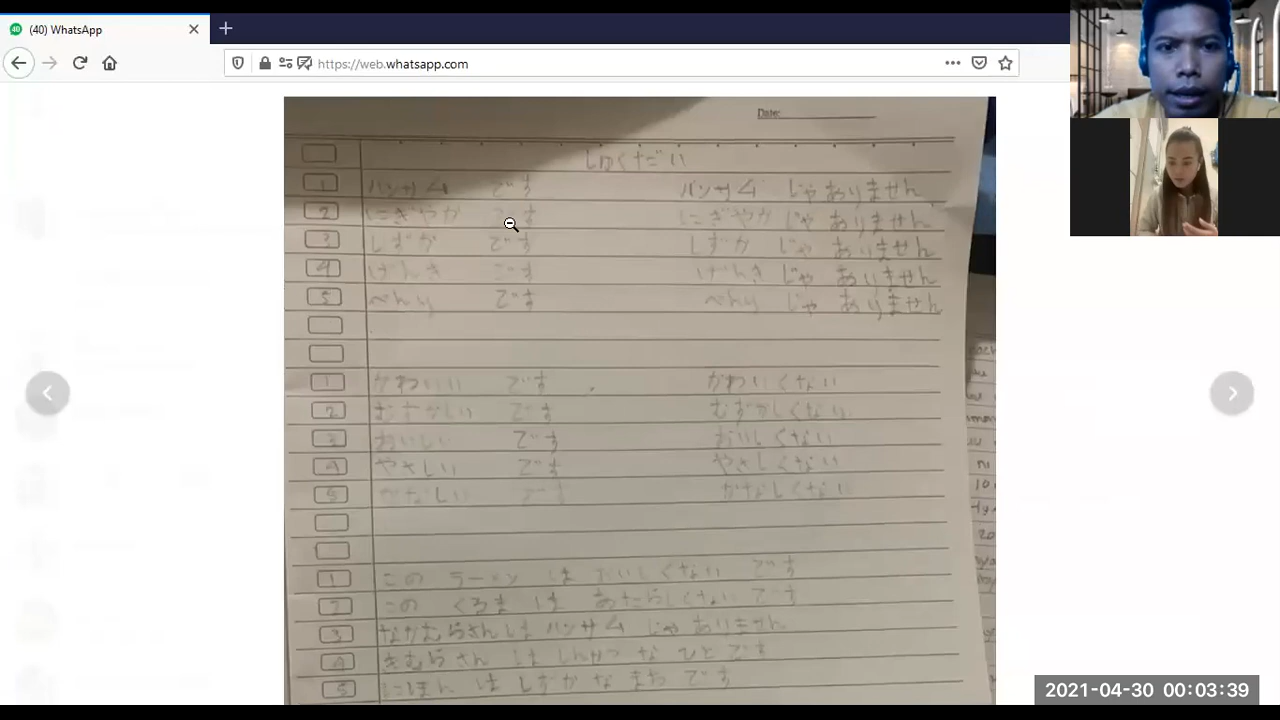 (40) WhatsApp
https://web.whatsapp.com
Date:
しゅくだい
1 ハンサム です ハンサム じゃ ありません
2 にぎやか です にぎやか じゃ ありません
3 しずか です しずか じゃ ありません
4 げんき です げんき じゃ ありません
5 べんり です べんり じゃ ありません
1 かわいい です かわいくない
2 むずかしい です むずかしくない
3 おいしい です おいしくない
4 やさしい です やさしくない
5 かなしい です かなしくない
1 この ラーメン は おいしくない です
2 この くるま は あたらしくない です
3 なかむらさん は ハンサム じゃ ありません
4 きむらさん は しんせつ な ひと です
5 にほん は しずか な まち です
2021-04-30 00:03:39